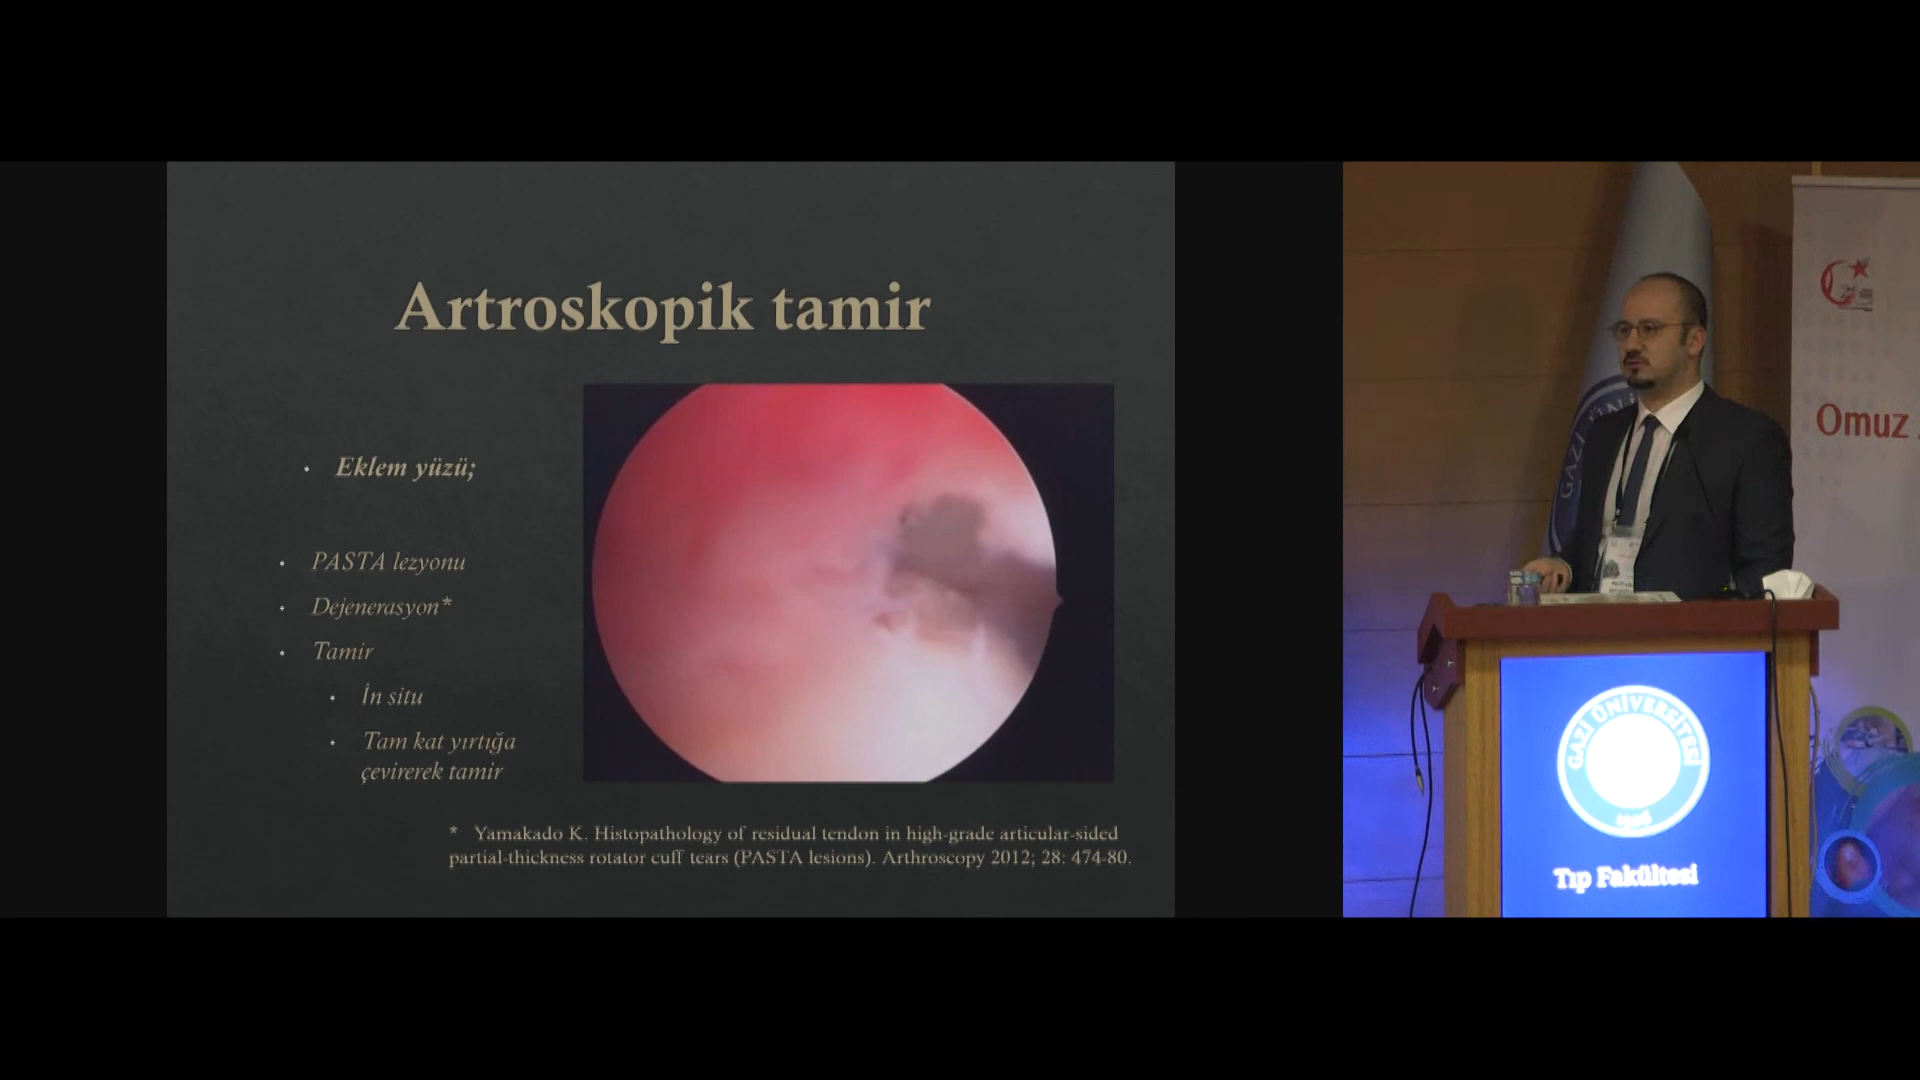 Artroskopik tamir
• Eklem yüzü;
• PASTA lezyonu
• Dejenerasyon*
• Tamir
• İn situ
• Tam kat yırtığa
çevirerek tamir
* Yamakado K. Histopathology of residual tendon in high-grade articular-sided
partial-thickness rotator cuff tears (PASTA lesions). Arthroscopy 2012; 28: 474-80.
Omuz
GAZİ ÜNİ
GAZİ ÜNİVERSİTESİ
Tıp Fakültesi